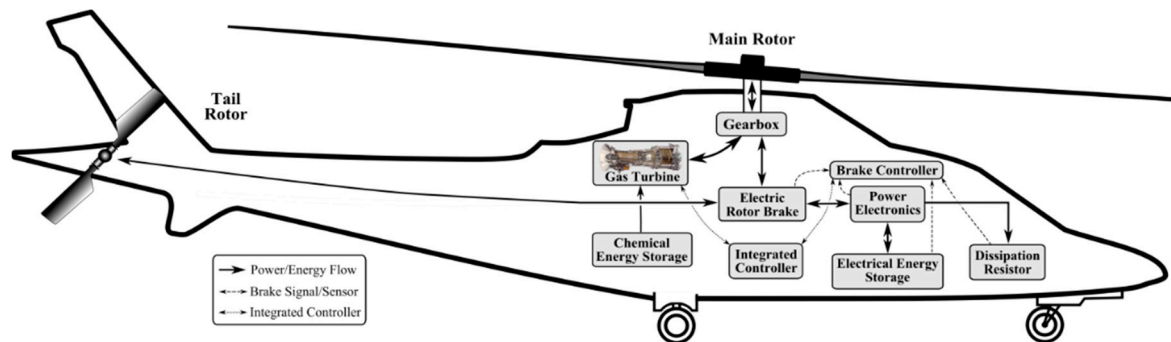 Main Rotor
Tail
Rotor
Gearbox
Gas Turbine
Brake Controller
Electric
Rotor Brake
Power
Electronics
Chemical
Energy Storage
Integrated
Controller
Electrical Energy
Storage
Dissipation
Resistor
Power/Energy Flow
Brake Signal/Sensor
Integrated Controller